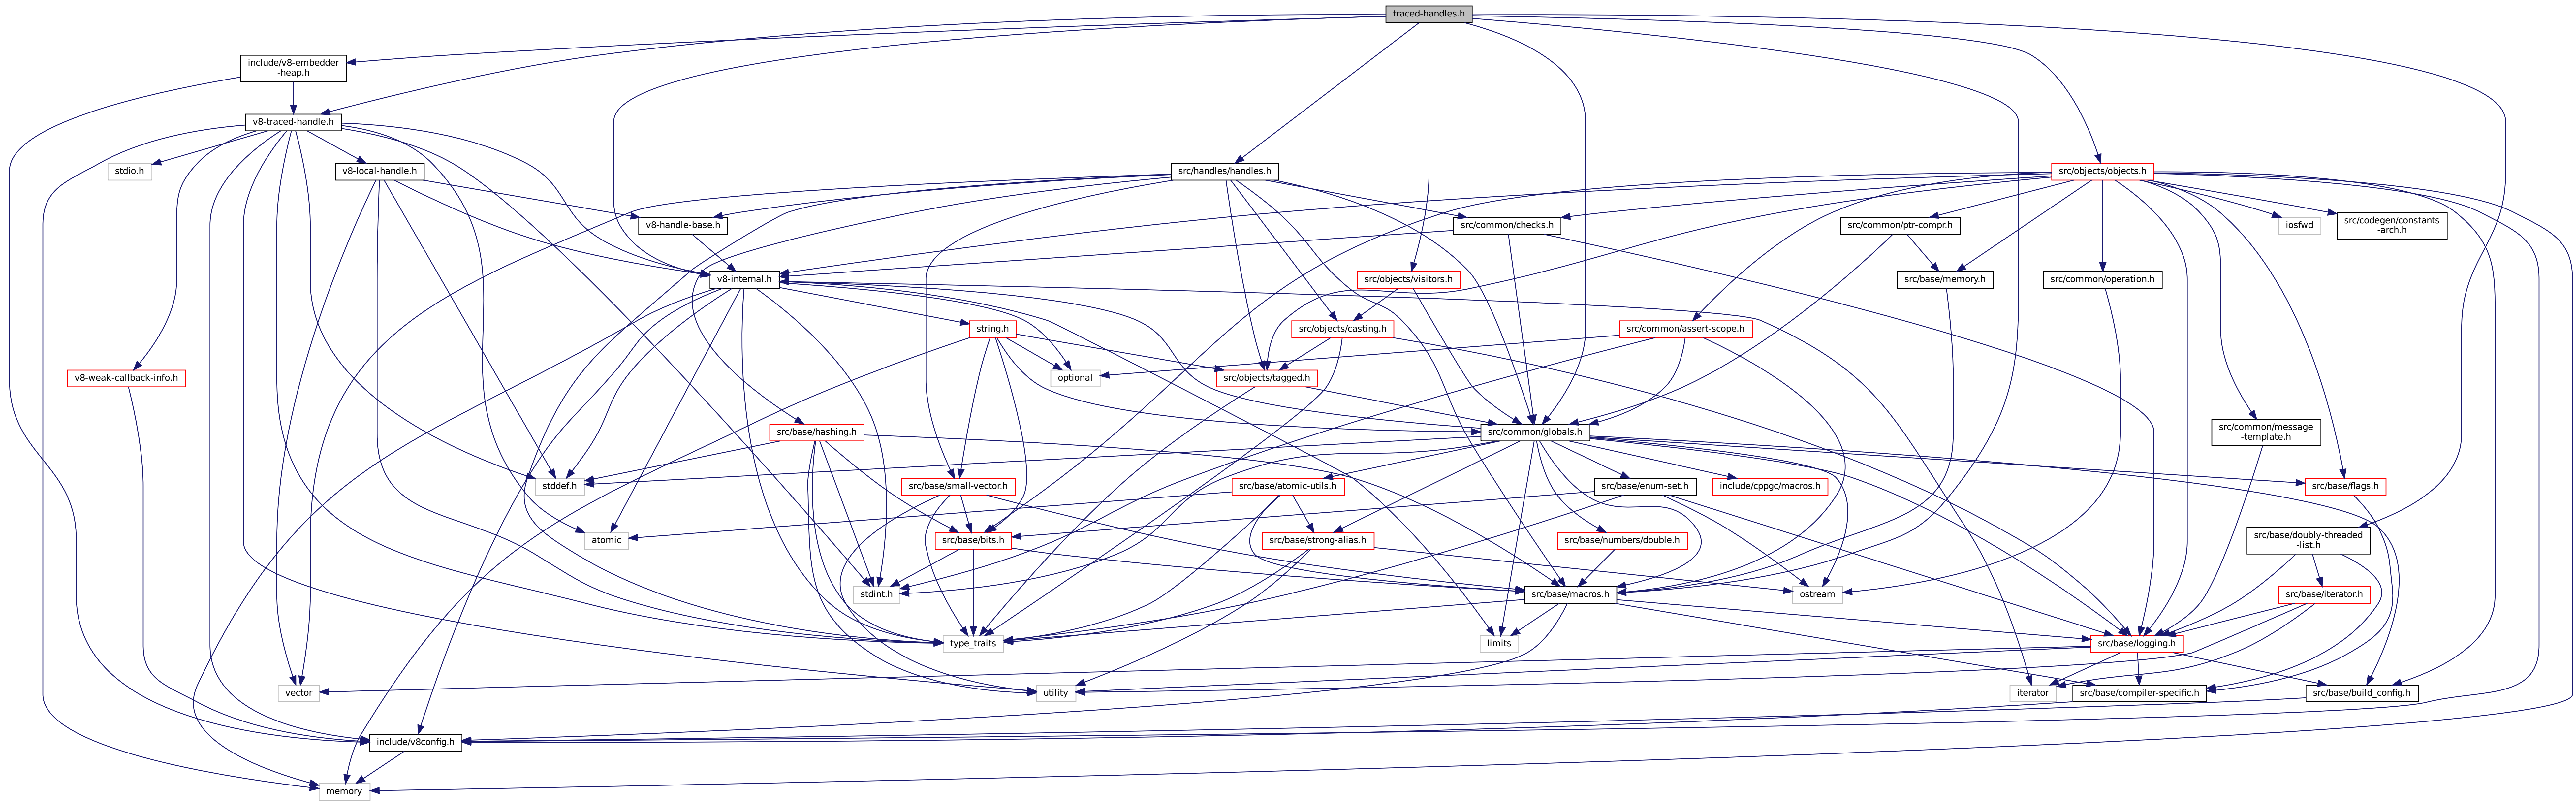 traced-handles.h
include/v8-embedder
-heap.h
v8-traced-handle.h
stdio.h
v8-local-handle.h
src/handles/handles.h
src/objects/objects.h
v8-handle-base.h
src/common/checks.h
src/common/ptr-compr.h
iosfwd
src/codegen/constants
-arch.h
v8-internal.h
src/objects/visitors.h
src/base/memory.h
src/common/operation.h
string.h
src/objects/casting.h
src/common/assert-scope.h
v8-weak-callback-info.h
optional
src/objects/tagged.h
src/base/hashing.h
src/common/globals.h
src/common/message
-template.h
stddef.h
src/base/small-vector.h
src/base/atomic-utils.h
src/base/enum-set.h
include/cppgc/macros.h
src/base/flags.h
atomic
src/base/bits.h
src/base/strong-alias.h
src/base/numbers/double.h
src/base/doubly-threaded
-list.h
stdint.h
src/base/macros.h
ostream
src/base/iterator.h
type_traits
limits
src/base/logging.h
vector
utility
iterator
src/base/compiler-specific.h
src/base/build_config.h
include/v8config.h
memory